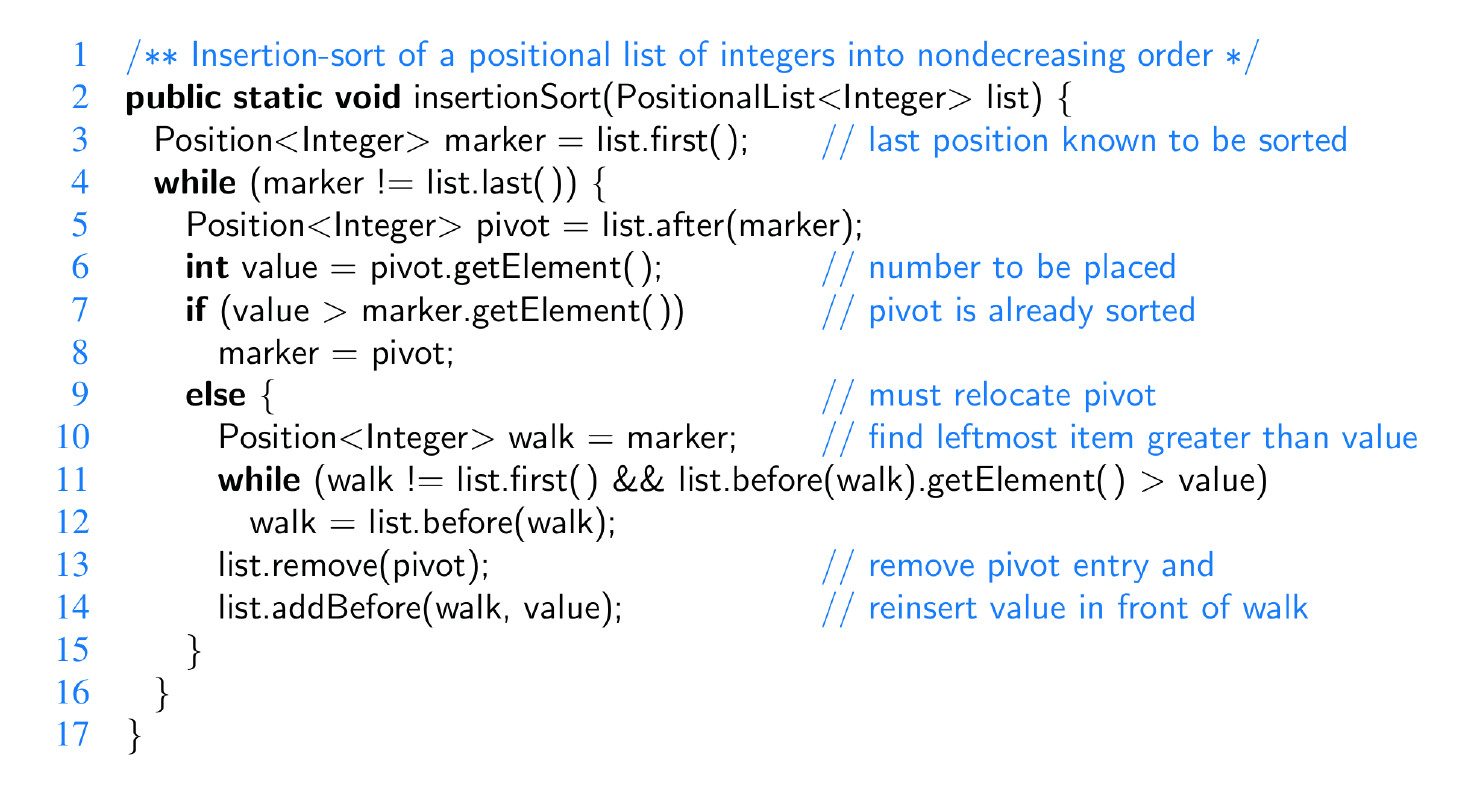 1 /** Insertion-sort of a positional list of integers into nondecreasing order */
2 public static void insertionSort(PositionalList<Integer> list) {
3 Position<Integer> marker = list.first(); // last position known to be sorted
4 while (marker != list.last()) {
5 Position<Integer> pivot = list.after(marker);
6 int value = pivot.getElement(); // number to be placed
7 if (value > marker.getElement()) // pivot is already sorted
8 marker = pivot;
9 else { // must relocate pivot
10 Position<Integer> walk = marker; // find leftmost item greater than value
11 while (walk != list.first() && list.before(walk).getElement() > value)
12 walk = list.before(walk);
13 list.remove(pivot); // remove pivot entry and
14 list.addBefore(walk, value); // reinsert value in front of walk
15 }
16 }
17 }